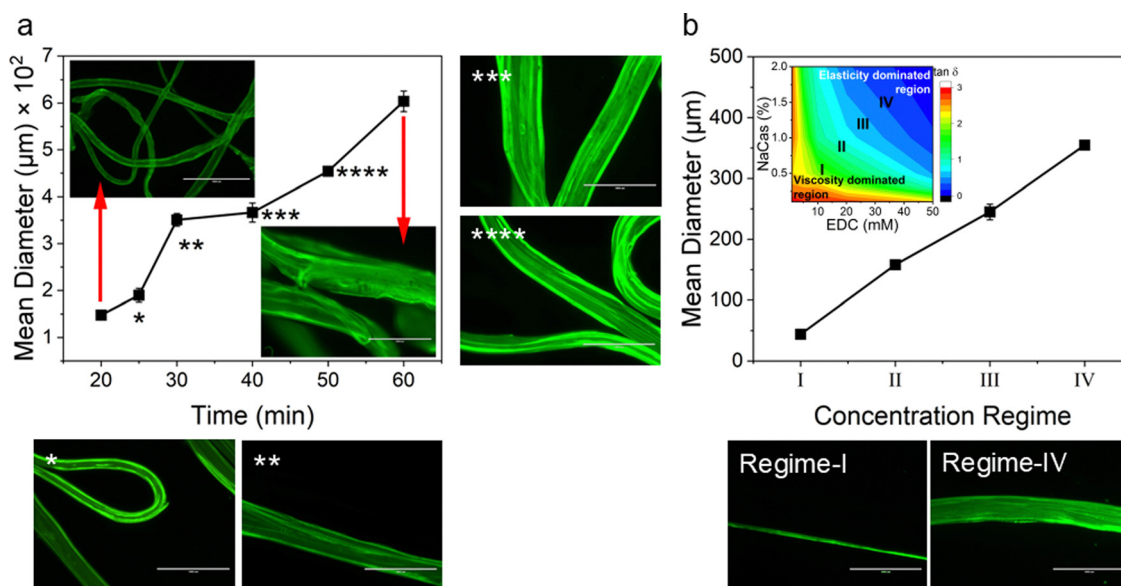 a
Mean Diameter (μm) × 10²
7
6
5
4
3
2
1
20 30 40 50 60
Time (min)
*
**
***
****
***
****
*
**
b
Mean Diameter (μm)
500
400
300
200
100
0
I II III IV
Concentration Regime
NaCas (%)
2.0
1.5
1.0
0.5
10 20 30 40 50
EDC (mM)
Elasticity dominated
region
IV
III
II
I
Viscosity dominated
region
tan δ
3
2
1
0
Regime-I
Regime-IV